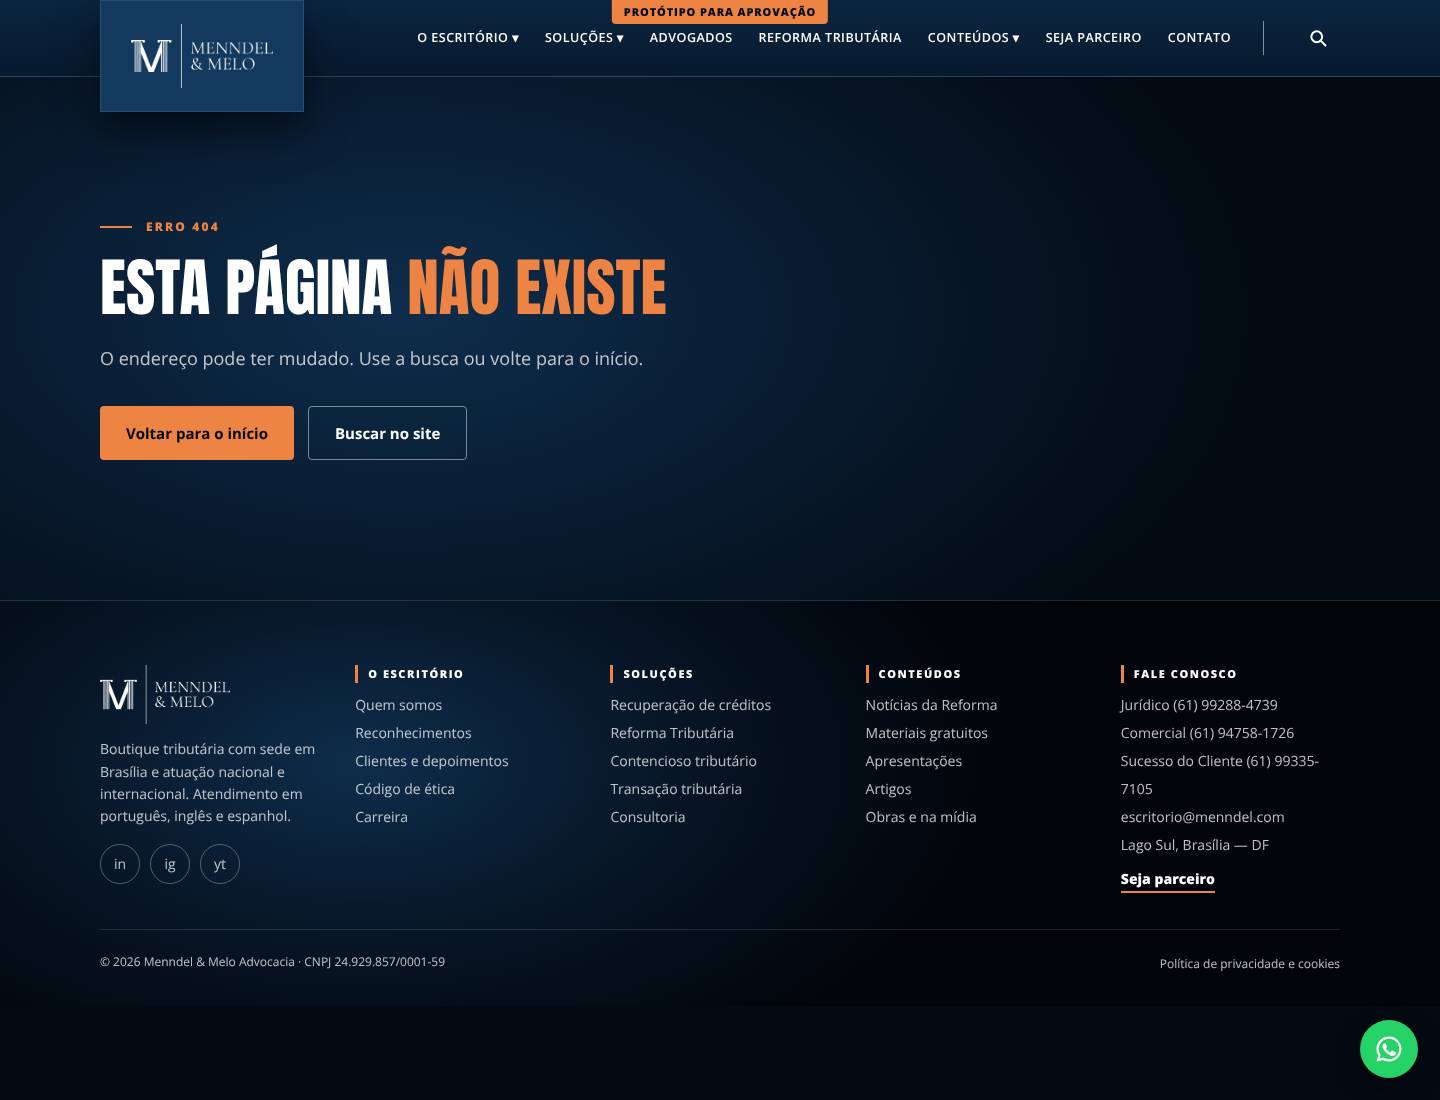 PROTÓTIPO PARA APROVAÇÃO
MENNDEL
& MELO
O ESCRITÓRIO ▾
SOLUÇÕES ▾
ADVOGADOS
REFORMA TRIBUTÁRIA
CONTEÚDOS ▾
SEJA PARCEIRO
CONTATO
ERRO 404
ESTA PÁGINA NÃO EXISTE
O endereço pode ter mudado. Use a busca ou volte para o início.
Voltar para o início
Buscar no site
MENNDEL
& MELO
Boutique tributária com sede em
Brasília e atuação nacional e
internacional. Atendimento em
português, inglês e espanhol.
in
ig
yt
O ESCRITÓRIO
Quem somos
Reconhecimentos
Clientes e depoimentos
Código de ética
Carreira
SOLUÇÕES
Recuperação de créditos
Reforma Tributária
Contencioso tributário
Transação tributária
Consultoria
CONTEÚDOS
Notícias da Reforma
Materiais gratuitos
Apresentações
Artigos
Obras e na mídia
FALE CONOSCO
Jurídico (61) 99288-4739
Comercial (61) 94758-1726
Sucesso do Cliente (61) 99335-
7105
escritorio@menndel.com
Lago Sul, Brasília — DF
Seja parceiro
© 2026 Menndel & Melo Advocacia · CNPJ 24.929.857/0001-59
Política de privacidade e cookies